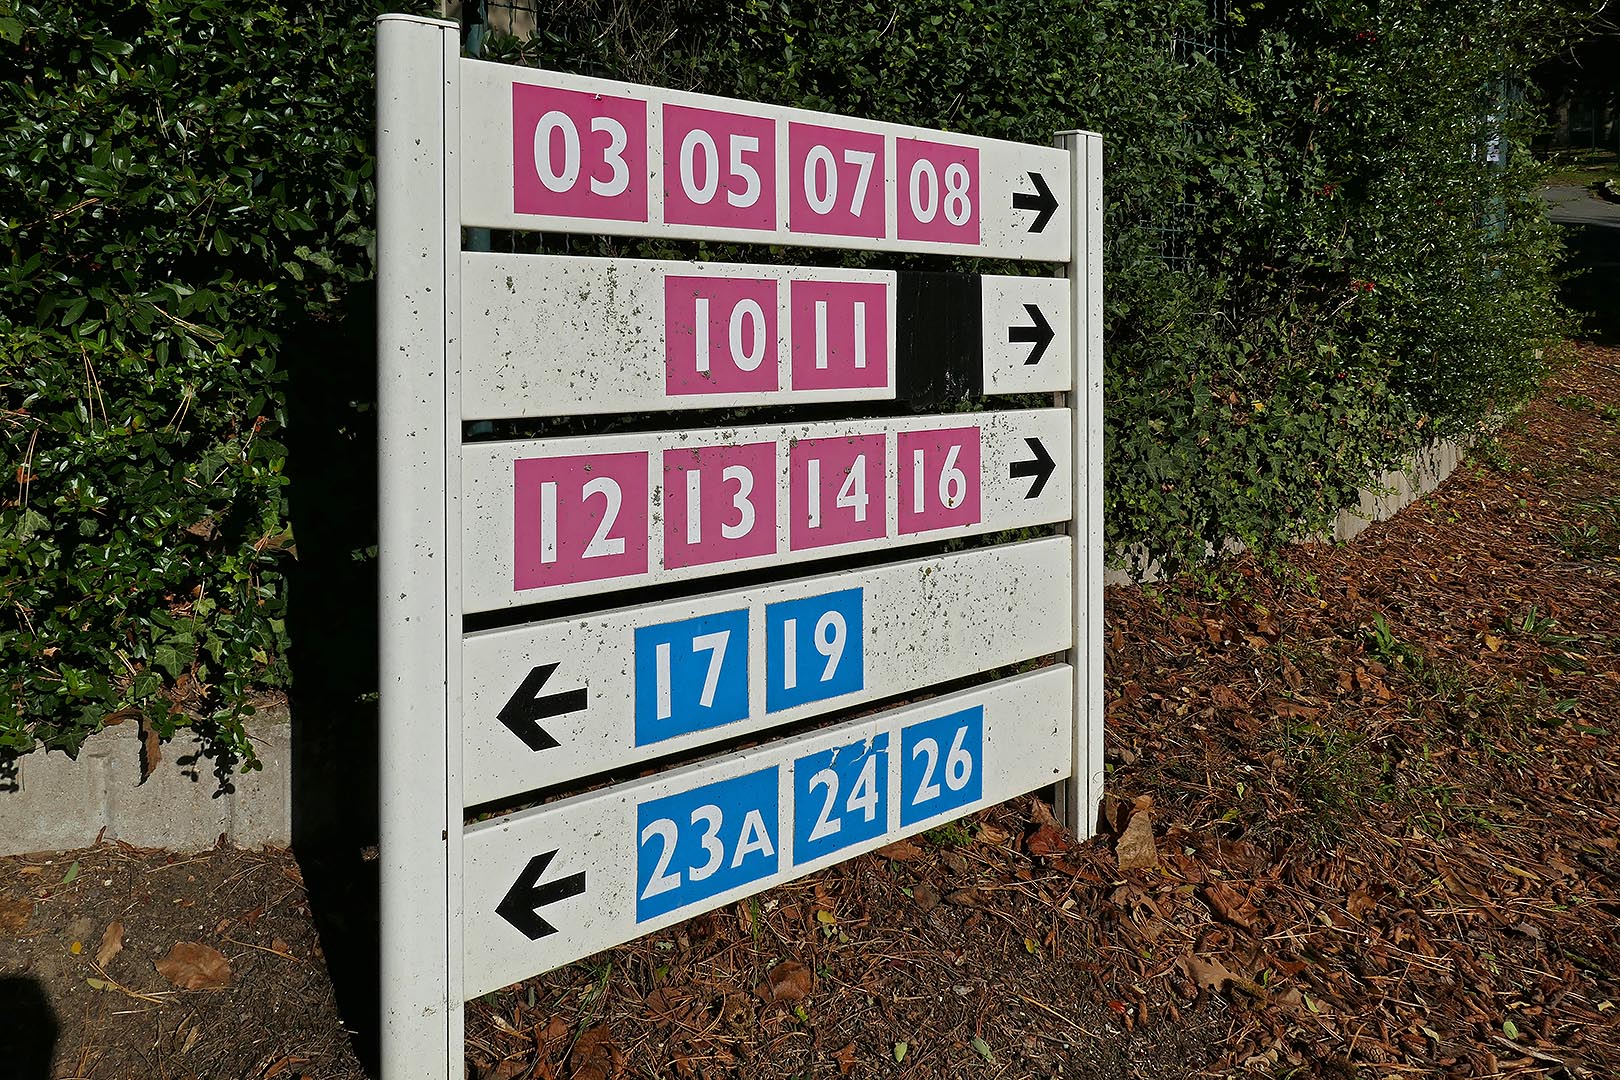 03 05 07 08 →
10 11 →
12 13 14 16 →
← 17 19
← 23A 24 26